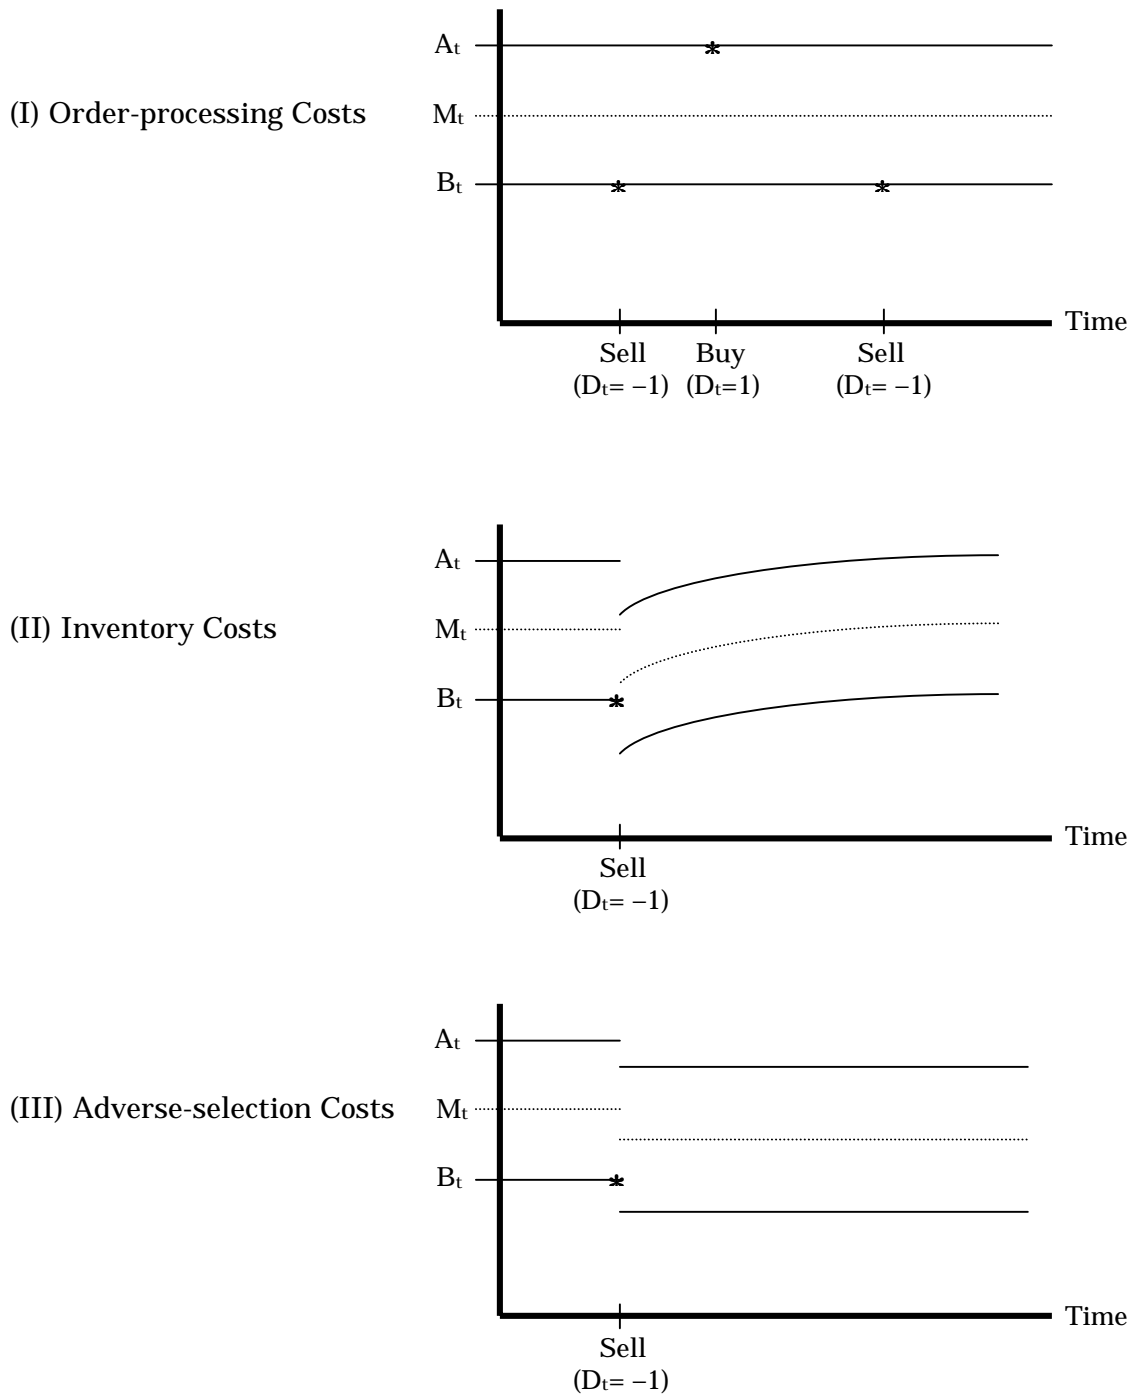 Aₜ
(I) Order-processing Costs
Mₜ
Bₜ
*
Time
Sell Buy Sell
(Dₜ= –1) (Dₜ=1) (Dₜ= –1)
Aₜ
(II) Inventory Costs
Mₜ
Bₜ
*
Time
Sell
(Dₜ= –1)
Aₜ
(III) Adverse-selection Costs
Mₜ
Bₜ
*
Time
Sell
(Dₜ= –1)